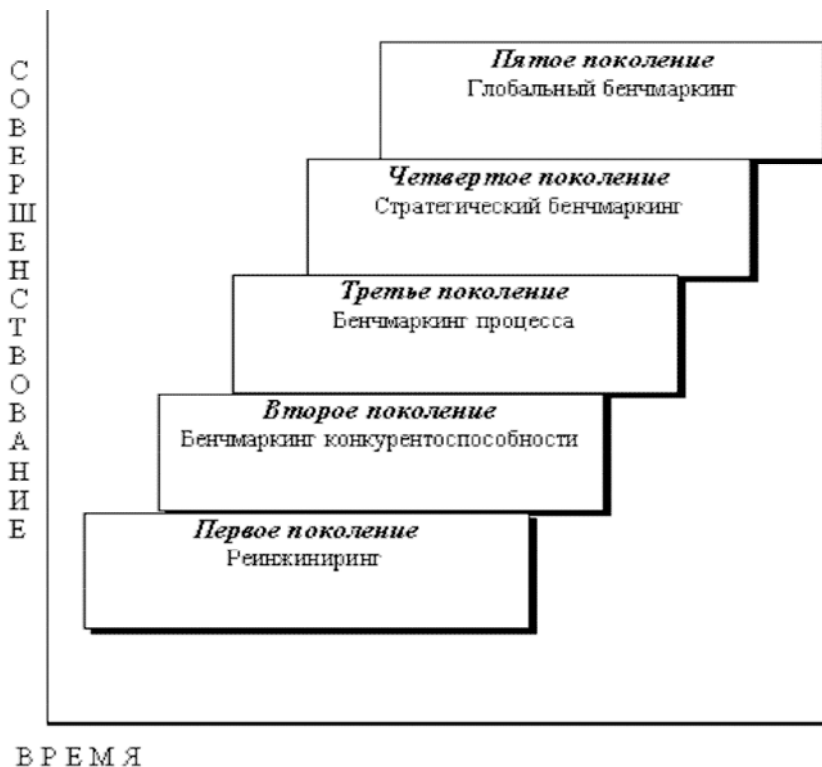 СОВЕРШЕНСТВОВАНИЕ
Пятое поколение
Глобальный бенчмаркинг
Четвертое поколение
Стратегический бенчмаркинг
Третье поколение
Бенчмаркинг процесса
Второе поколение
Бенчмаркинг конкурентоспособности
Первое поколение
Реинжиниринг
ВРЕМЯ